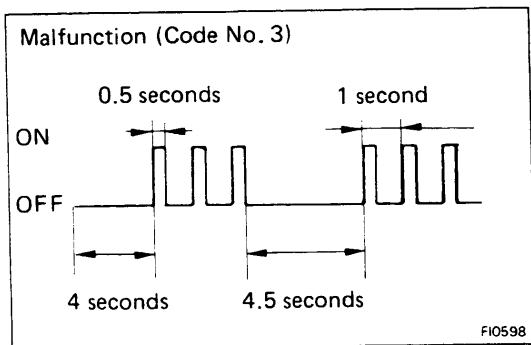 Malfunction (Code No. 3)
0.5 seconds
1 second
ON
OFF
4 seconds
4.5 seconds
FI0598